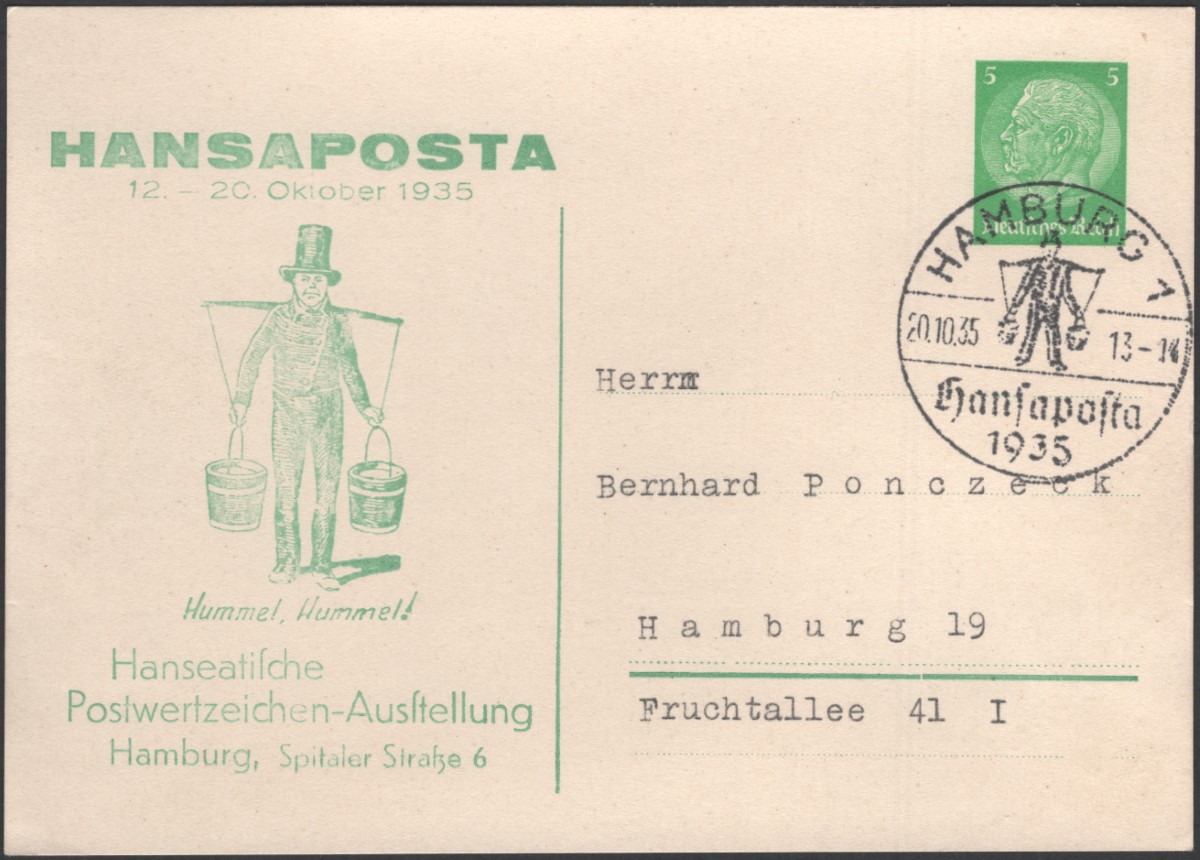 HANSAPOSTA
12. – 20. Oktober 1935
Hummel, Hummel!
Hanseatiſche
Poſtwertzeichen-Ausſtellung
Hamburg, Spitaler Straße 6
5 5
Deutſches Reich
HAMBURG 1
20.10.35 13–14
Hanſapoſta
1935
Herrn
Bernhard Ponczeck
Hamburg 19
Fruchtallee 41 I